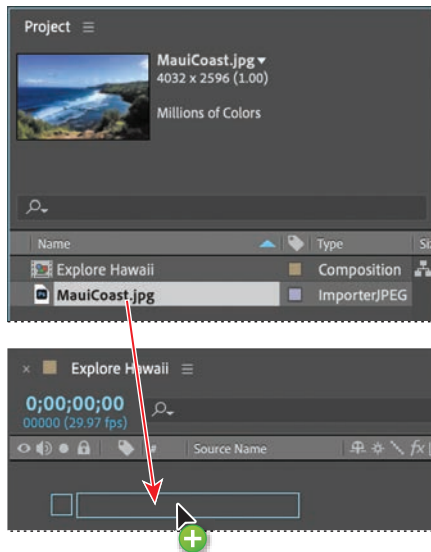 Project
MauiCoast.jpg
4032 x 2596 (1.00)
Millions of Colors
Name Type
Explore Hawaii Composition
MauiCoast.jpg ImporterJPEG
Explore Hawaii
0;00;00;00
00000 (29.97 fps)
# Source Name fx